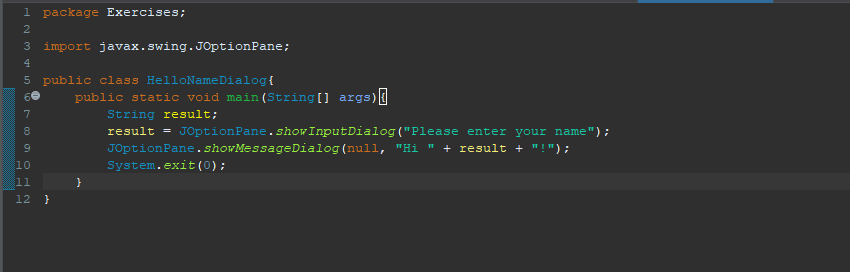 1 package Exercises;
2
3 import javax.swing.JOptionPane;
4
5 public class HelloNameDialog{
6 public static void main(String[] args){
7 String result;
8 result = JOptionPane.showInputDialog("Please enter your name");
9 JOptionPane.showMessageDialog(null, "Hi " + result + "!");
10 System.exit(0);
11 }
12 }